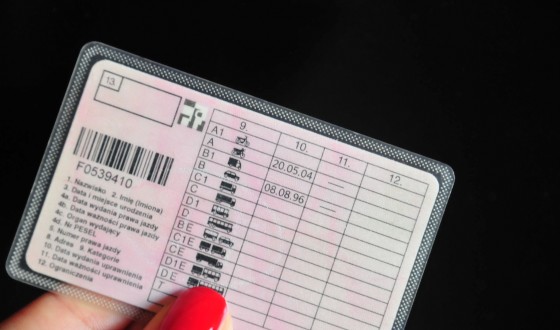 13.
F0539410
1. Nazwisko 2. Imię (imiona)
3. Data i miejsce urodzenia
4a. Data wydania prawa jazdy
4b. Data ważności prawa jazdy
4c. Organ wydający
4d. Nr PESEL
5. Numer prawa jazdy
8. Adres 9. Kategorie
10. Data wydania uprawnienia
11. Data ważności uprawnienia
12. Ograniczenia
9. 10. 11. 12.
A1
A 20.05.04 —
B1
B 08.08.96 —
C1
C
D1
D
BE
C1E
CE
D1E
DE
T